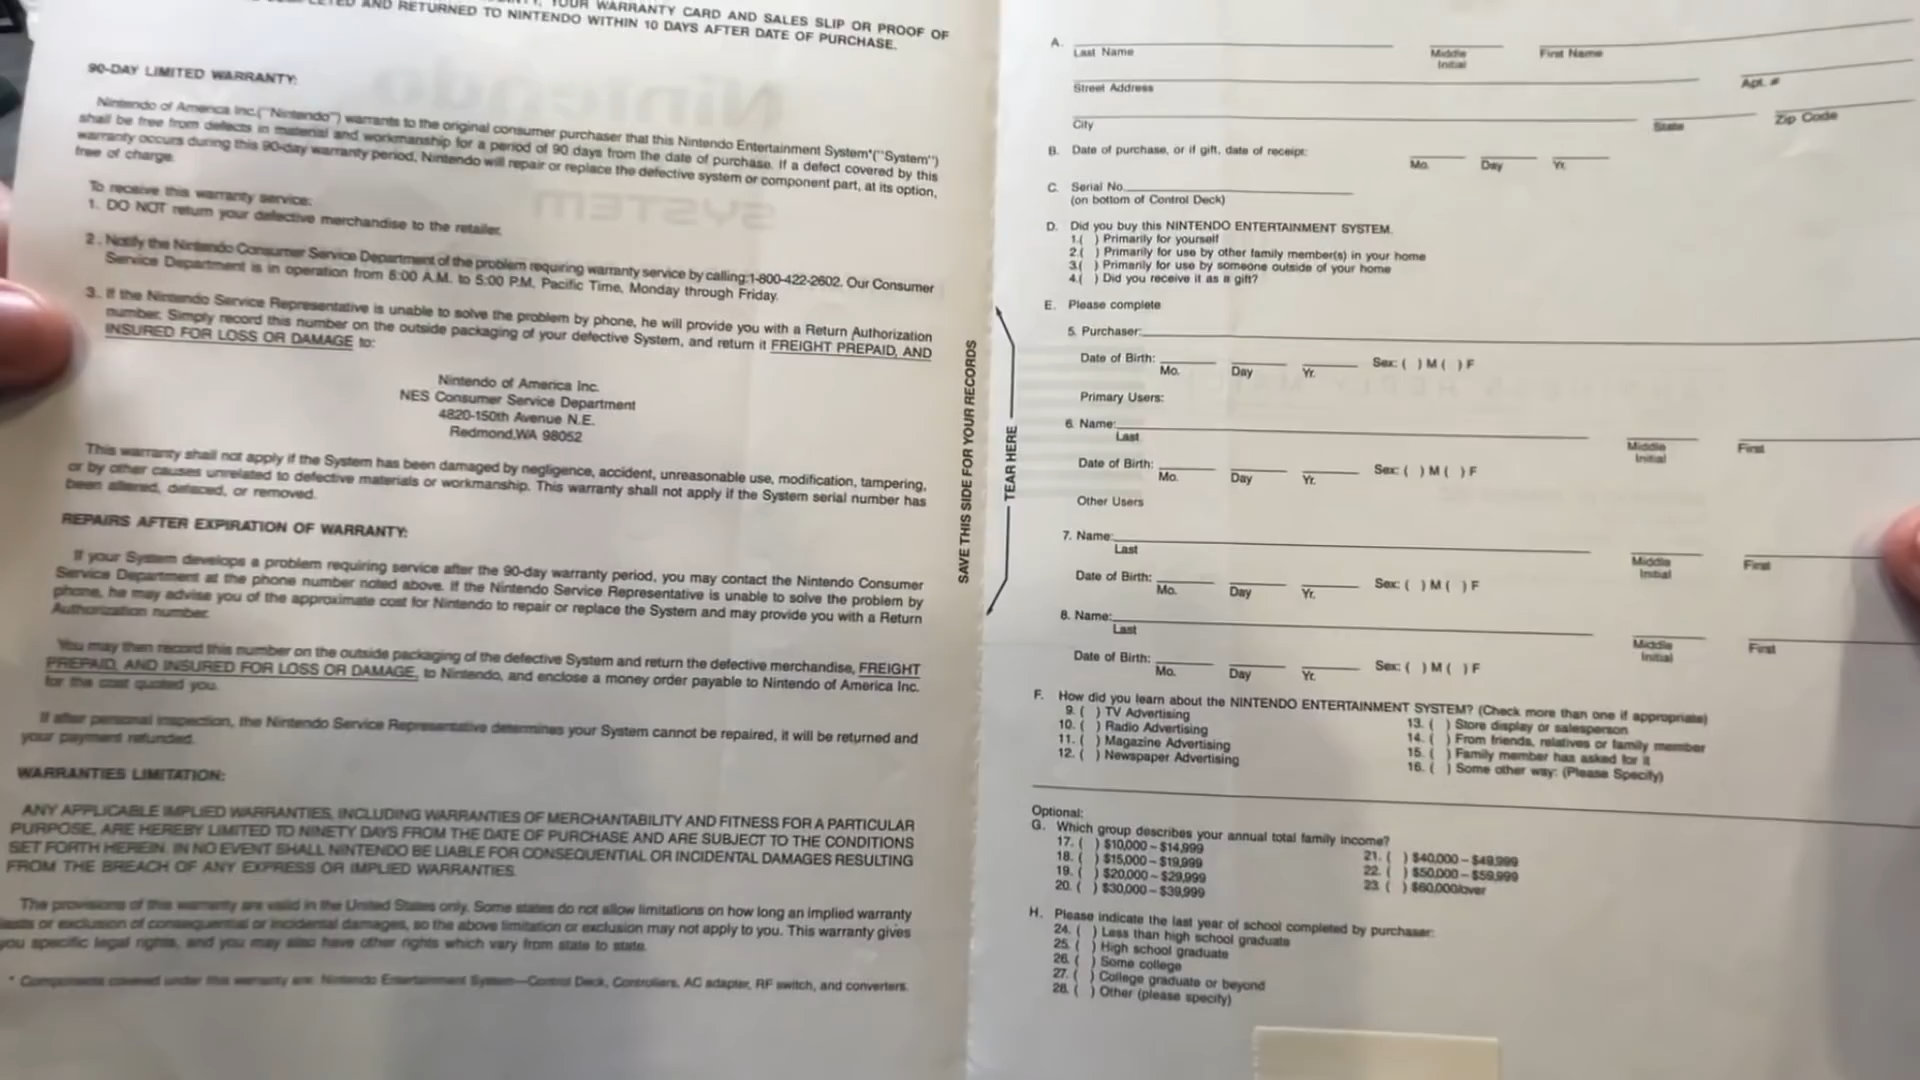 YOUR WARRANTY CARD AND SALES SLIP OR PROOF OF
AND RETURNED TO NINTENDO WITHIN 10 DAYS AFTER DATE OF PURCHASE.
90-DAY LIMITED WARRANTY:
Nintendo of America Inc.("Nintendo") warrants to the original consumer purchaser that this Nintendo Entertainment System*("System")
shall be free from defects in material and workmanship for a period of 90 days from the date of purchase. If a defect covered by this
warranty occurs during this 90-day warranty period, Nintendo will repair or replace the defective system or component part, at its option,
free of charge.
To receive this warranty service:
1. DO NOT return your defective merchandise to the retailer.
2. Notify the Nintendo Consumer Service Department of the problem requiring warranty service by calling:1-800-422-2602. Our Consumer
Service Department is in operation from 8:00 A.M. to 5:00 P.M. Pacific Time, Monday through Friday.
3. If the Nintendo Service Representative is unable to solve the problem by phone, he will provide you with a Return Authorization
number. Simply record this number on the outside packaging of your defective System, and return it FREIGHT PREPAID, AND
INSURED FOR LOSS OR DAMAGE to:
Nintendo of America Inc.
NES Consumer Service Department
4820-150th Avenue N.E.
Redmond,WA 98052
This warranty shall not apply if the System has been damaged by negligence, accident, unreasonable use, modification, tampering,
or by other causes unrelated to defective materials or workmanship. This warranty shall not apply if the System serial number has
been altered, defaced, or removed.
REPAIRS AFTER EXPIRATION OF WARRANTY:
If your System develops a problem requiring service after the 90-day warranty period, you may contact the Nintendo Consumer
Service Department at the phone number noted above. If the Nintendo Service Representative is unable to solve the problem by
phone, he may advise you of the approximate cost for Nintendo to repair or replace the System and may provide you with a Return
Authorization number.
You may then record this number on the outside packaging of the defective System and return the defective merchandise, FREIGHT
PREPAID, AND INSURED FOR LOSS OR DAMAGE, to Nintendo, and enclose a money order payable to Nintendo of America Inc.
for the cost quoted you.
If after personal inspection, the Nintendo Service Representative determines your System cannot be repaired, it will be returned and
your payment refunded.
WARRANTIES LIMITATION:
ANY APPLICABLE IMPLIED WARRANTIES, INCLUDING WARRANTIES OF MERCHANTABILITY AND FITNESS FOR A PARTICULAR
PURPOSE, ARE HEREBY LIMITED TO NINETY DAYS FROM THE DATE OF PURCHASE AND ARE SUBJECT TO THE CONDITIONS
SET FORTH HEREIN. IN NO EVENT SHALL NINTENDO BE LIABLE FOR CONSEQUENTIAL OR INCIDENTAL DAMAGES RESULTING
FROM THE BREACH OF ANY EXPRESS OR IMPLIED WARRANTIES.
The provisions of this warranty are valid in the United States only. Some states do not allow limitations on how long an implied warranty
lasts or exclusion of consequential or incidental damages, so the above limitation or exclusion may not apply to you. This warranty gives
you specific legal rights, and you may also have other rights which vary from state to state.
* Components covered under this warranty are: Nintendo Entertainment System—Control Deck, Controllers, AC adapter, RF switch, and converters.
SAVE THIS SIDE FOR YOUR RECORDS
TEAR HERE
A.
Last Name Middle Initial First Name
Street Address Apt. #
City State Zip Code
B. Date of purchase, or if gift, date of receipt: Mo. Day Yr.
C. Serial No.
(on bottom of Control Deck)
D. Did you buy this NINTENDO ENTERTAINMENT SYSTEM.
1.( ) Primarily for yourself
2.( ) Primarily for use by other family member(s) in your home
3.( ) Primarily for use by someone outside of your home
4.( ) Did you receive it as a gift?
E. Please complete
5. Purchaser:
Date of Birth: Mo. Day Yr. Sex: ( ) M ( ) F
Primary Users:
6. Name:
Last Middle Initial First
Date of Birth: Mo. Day Yr. Sex: ( ) M ( ) F
Other Users
7. Name:
Last Middle Initial First
Date of Birth: Mo. Day Yr. Sex: ( ) M ( ) F
8. Name:
Last Middle Initial First
Date of Birth: Mo. Day Yr. Sex: ( ) M ( ) F
F. How did you learn about the NINTENDO ENTERTAINMENT SYSTEM? (Check more than one if appropriate)
9. ( ) TV Advertising
10. ( ) Radio Advertising
11. ( ) Magazine Advertising
12. ( ) Newspaper Advertising
13. ( ) Store display or salesperson
14. ( ) From friends, relatives or family member
15. ( ) Family member has asked for it
16. ( ) Some other way: (Please Specify)
Optional:
G. Which group describes your annual total family income?
17. ( ) $10,000 – $14,999
18. ( ) $15,000 – $19,999
19. ( ) $20,000 – $29,999
20. ( ) $30,000 – $39,999
21. ( ) $40,000 – $49,999
22. ( ) $50,000 – $59,999
23. ( ) $60,000/over
H. Please indicate the last year of school completed by purchaser:
24. ( ) Less than high school graduate
25. ( ) High school graduate
26. ( ) Some college
27. ( ) College graduate or beyond
28. ( ) Other (please specify)